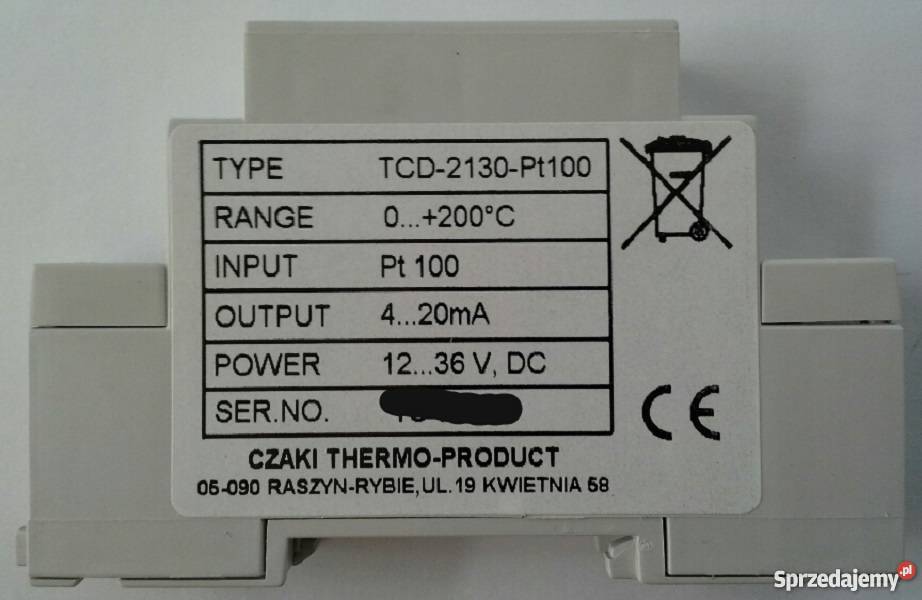 TYPE TCD-2130-Pt100
RANGE 0...+200°C
INPUT Pt 100
OUTPUT 4...20mA
POWER 12...36 V, DC
SER.NO.
CE
CZAKI THERMO-PRODUCT
05-090 RASZYN-RYBIE, UL. 19 KWIETNIA 58
Sprzedajemy.pl